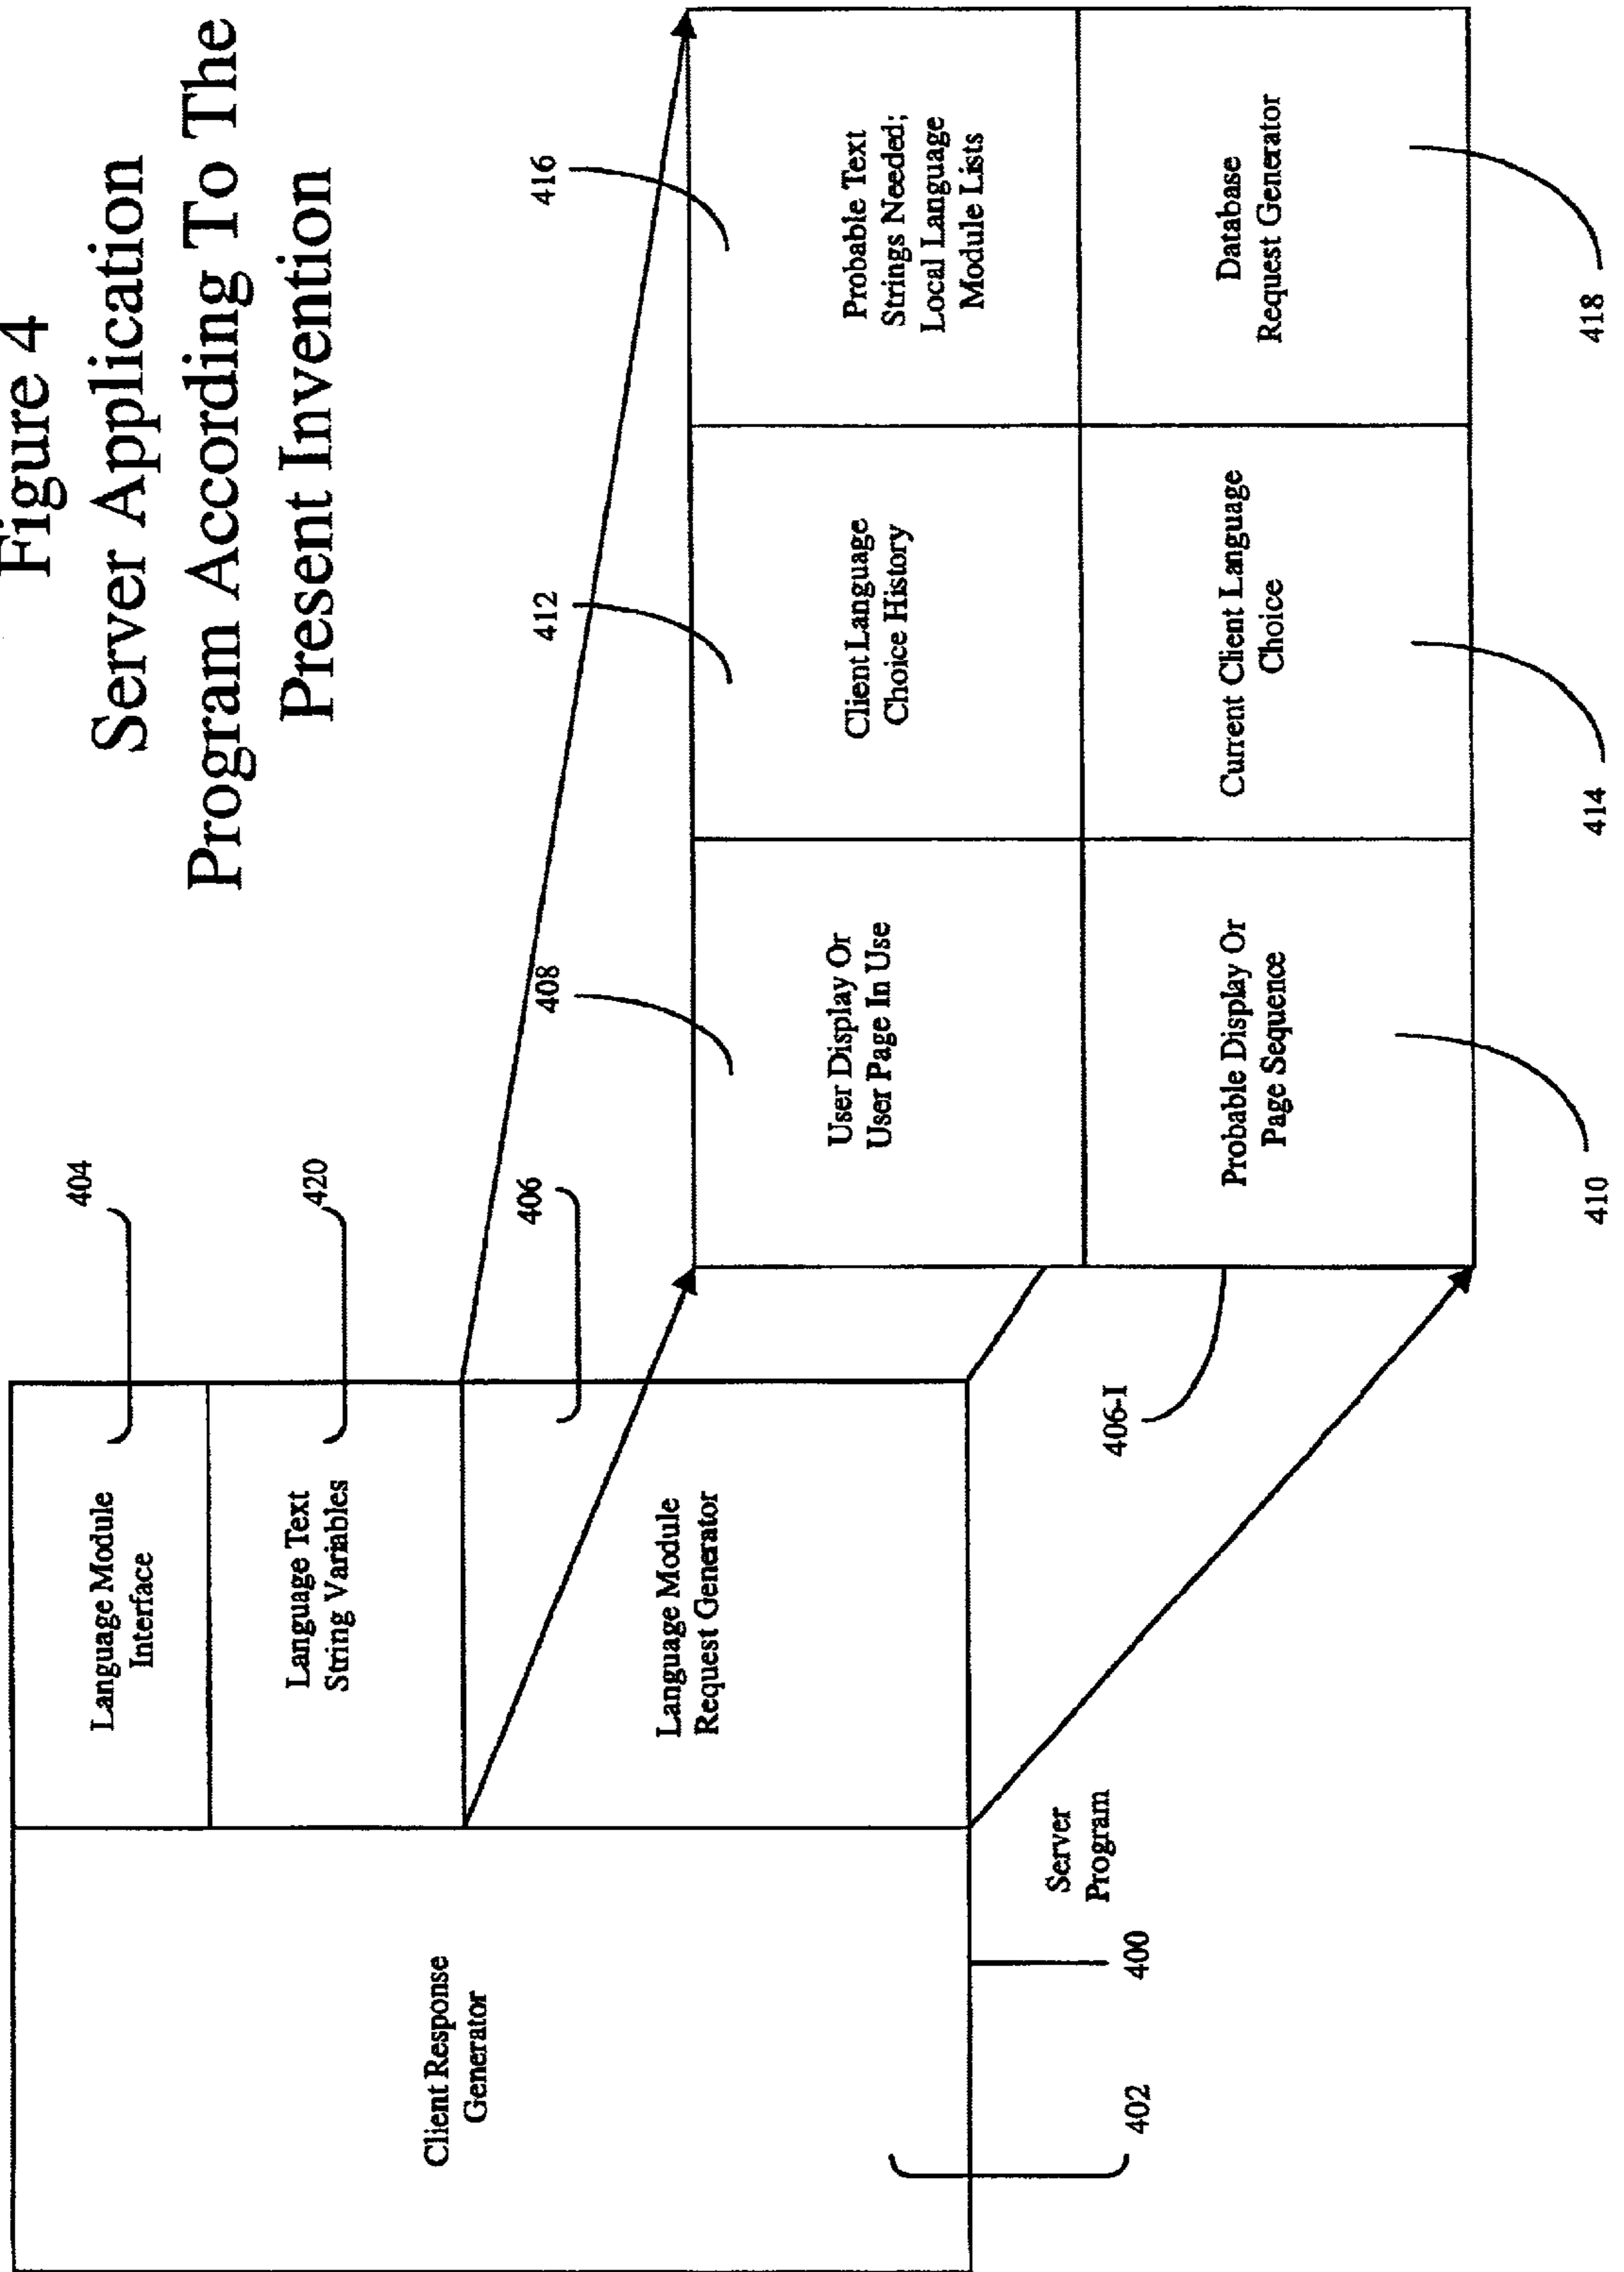 Figure 4
Server Application
Program According To The
Present Invention
404
Language Module
Interface
420
Language Text
String Variables
406
Language Module
Request Generator
Client Response
Generator
402
400
Server
Program
406-I
408
User Display Or
User Page In Use
412
Client Language
Choice History
416
Probable Text
Strings Needed;
Local Language
Module Lists
Probable Display Or
Page Sequence
410
Current Client Language
Choice
414
Database
Request Generator
418